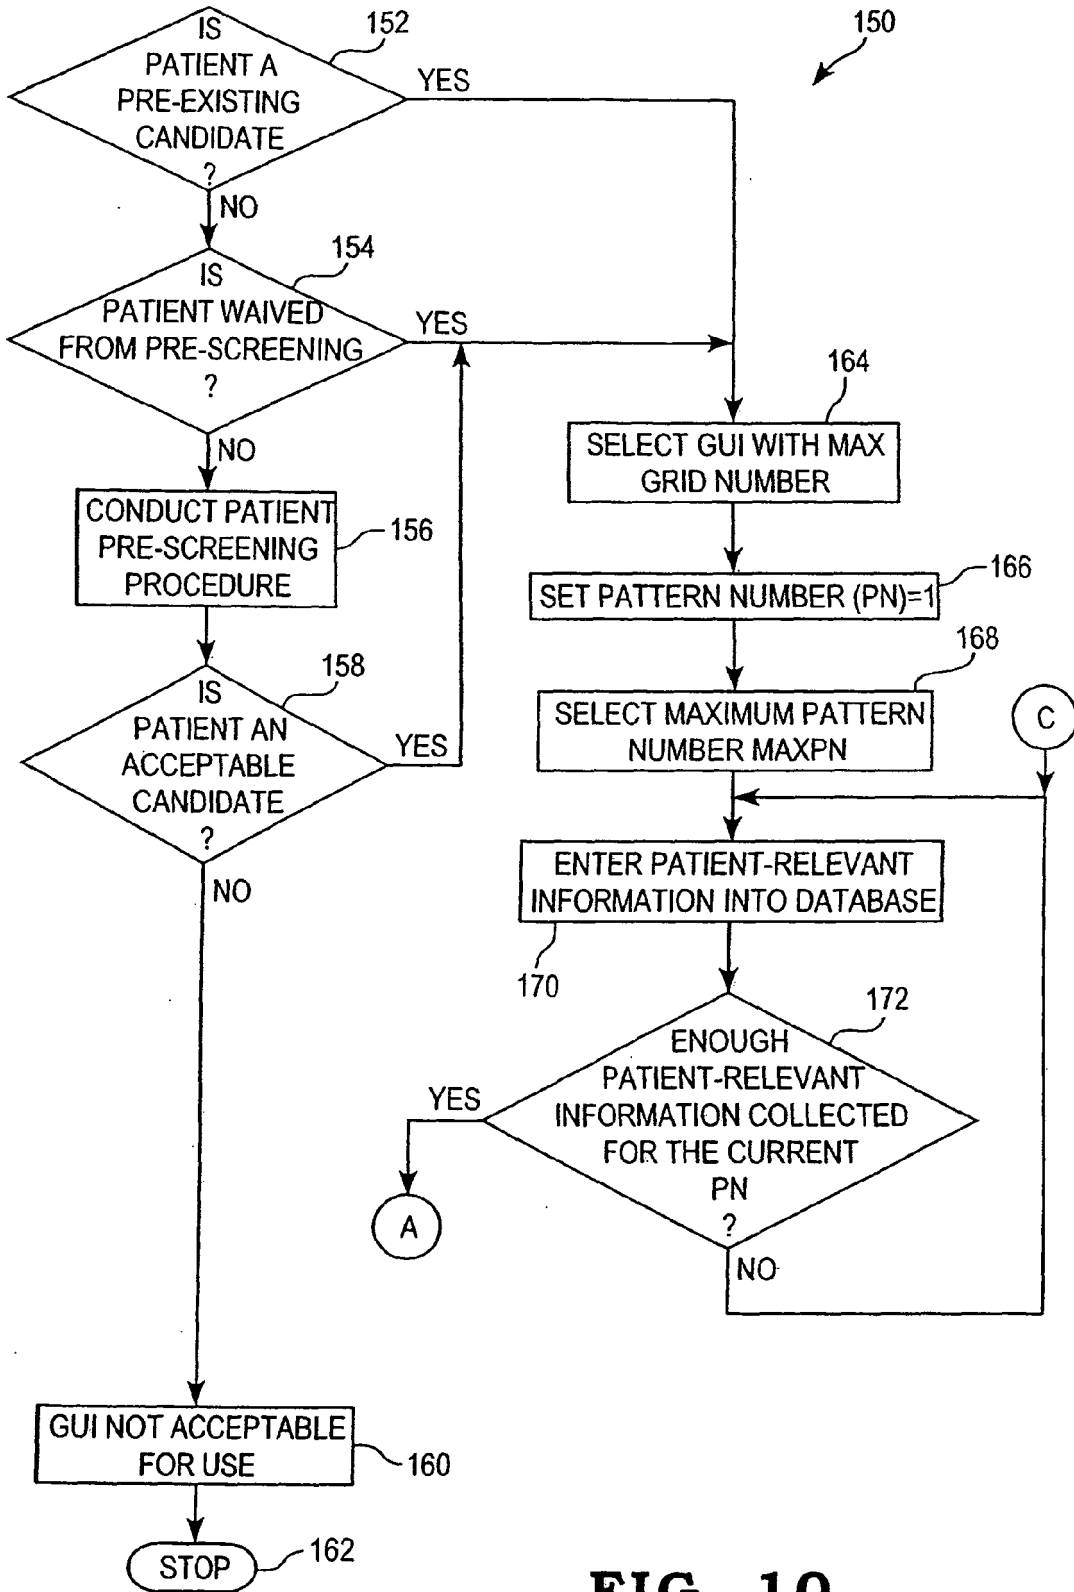 150
IS
PATIENT A
PRE-EXISTING
CANDIDATE
?
152
YES
NO
IS
PATIENT WAIVED
FROM PRE-SCREENING
?
154
YES
NO
CONDUCT PATIENT
PRE-SCREENING
PROCEDURE
156
IS
PATIENT AN
ACCEPTABLE
CANDIDATE
?
158
YES
NO
GUI NOT ACCEPTABLE
FOR USE
160
STOP
162
164
SELECT GUI WITH MAX
GRID NUMBER
166
SET PATTERN NUMBER (PN)=1
168
SELECT MAXIMUM PATTERN
NUMBER MAXPN
C
ENTER PATIENT-RELEVANT
INFORMATION INTO DATABASE
170
172
ENOUGH
PATIENT-RELEVANT
INFORMATION COLLECTED
FOR THE CURRENT
PN
?
YES
A
NO
FIG. 10